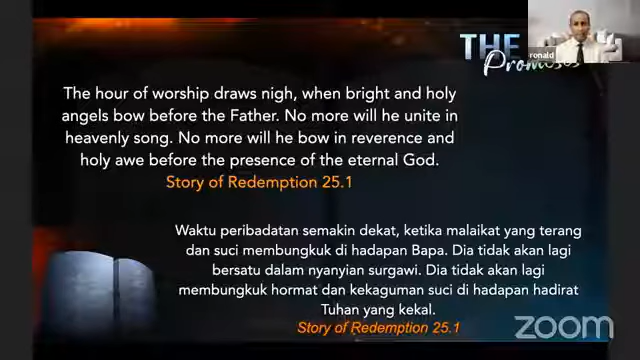 THE
Promises
ronald
The hour of worship draws nigh, when bright and holy
angels bow before the Father. No more will he unite in
heavenly song. No more will he bow in reverence and
holy awe before the presence of the eternal God.
Story of Redemption 25.1
Waktu peribadatan semakin dekat, ketika malaikat yang terang
dan suci membungkuk di hadapan Bapa. Dia tidak akan lagi
bersatu dalam nyanyian surgawi. Dia tidak akan lagi
membungkuk hormat dan kekaguman suci di hadapan hadirat
Tuhan yang kekal.
Story of Redemption 25.1
zoom